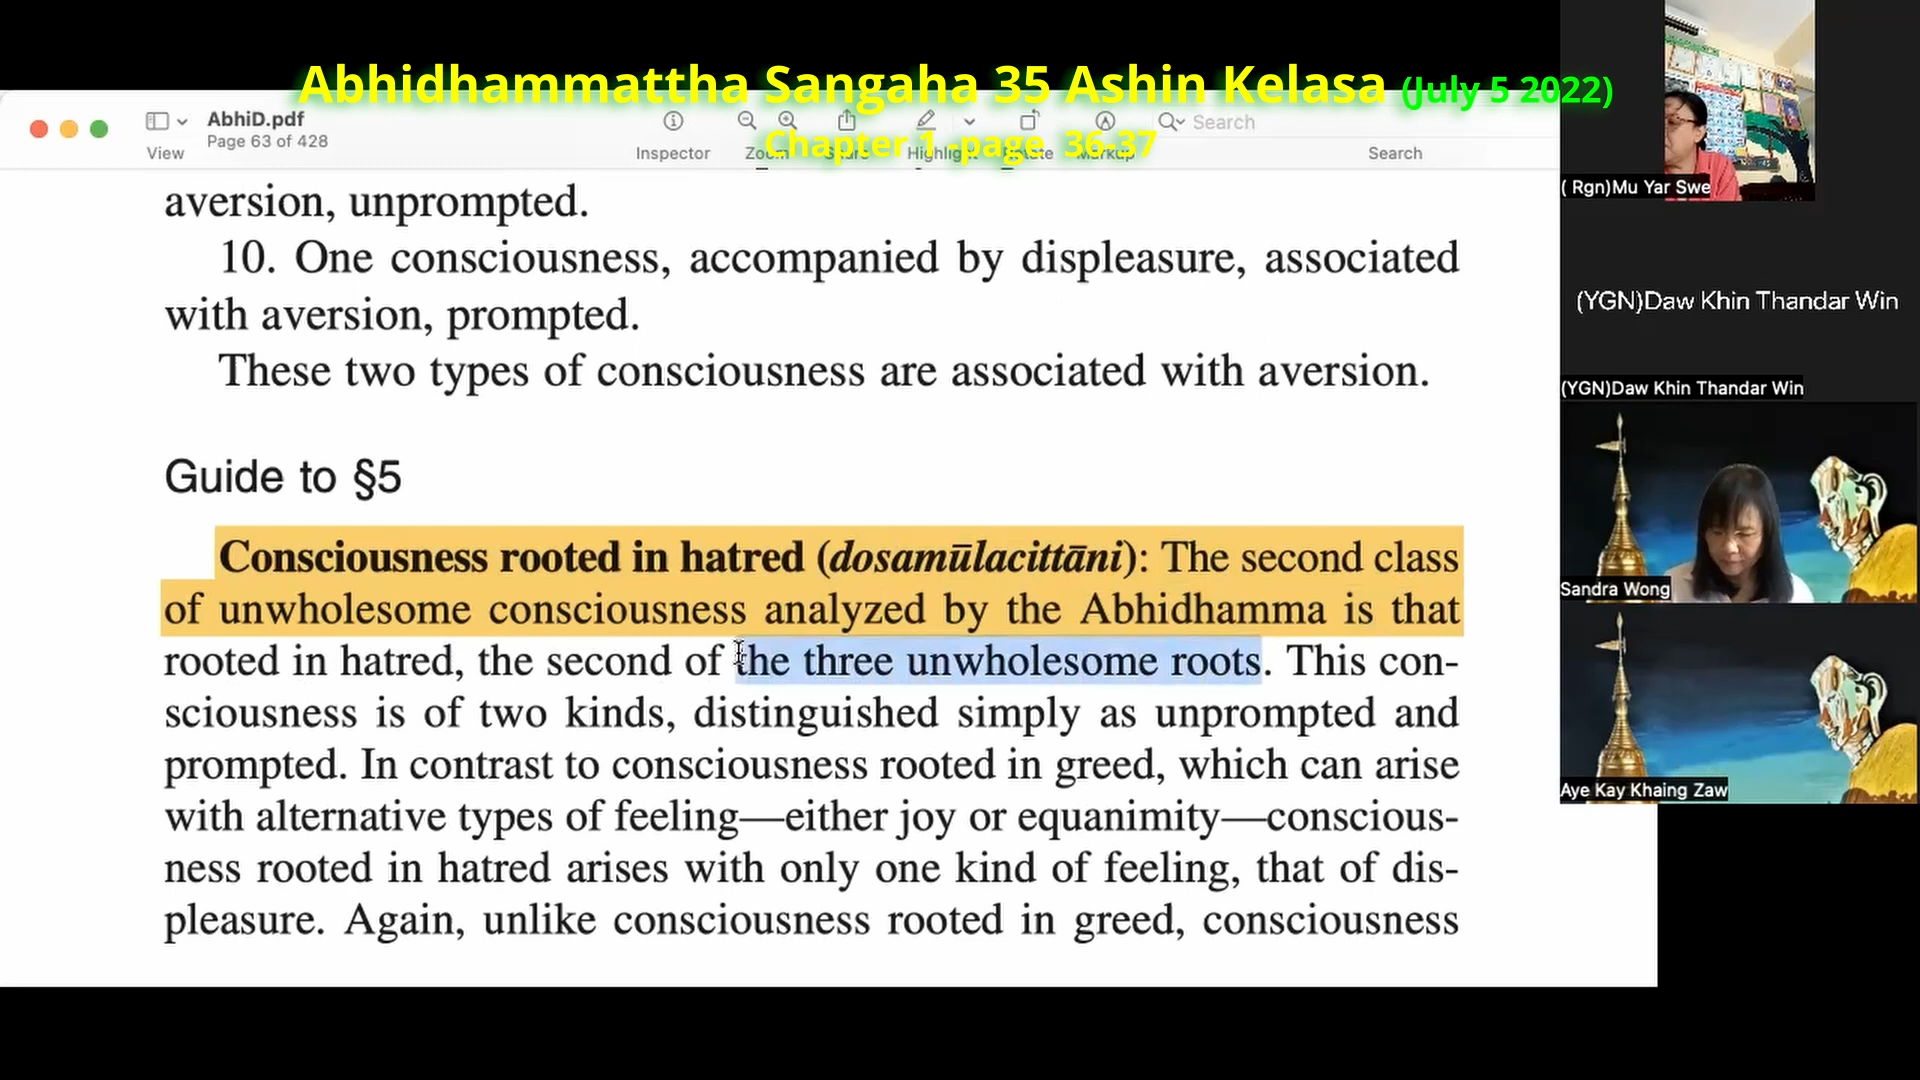 Abhidhammattha Sangaha 35 Ashin Kelasa (July 5 2022)
Chapter 1 -page 36-37
AbhiD.pdf
Page 63 of 428
View
Inspector
Zoom
Share
Highlight
Rotate
Markup
Search
Search
aversion, unprompted.
10. One consciousness, accompanied by displeasure, associated
with aversion, prompted.
These two types of consciousness are associated with aversion.
Guide to §5
Consciousness rooted in hatred (dosamūlacittāni): The second class
of unwholesome consciousness analyzed by the Abhidhamma is that
rooted in hatred, the second of the three unwholesome roots. This con-
sciousness is of two kinds, distinguished simply as unprompted and
prompted. In contrast to consciousness rooted in greed, which can arise
with alternative types of feeling—either joy or equanimity—conscious-
ness rooted in hatred arises with only one kind of feeling, that of dis-
pleasure. Again, unlike consciousness rooted in greed, consciousness
( Rgn)Mu Yar Swe
(YGN)Daw Khin Thandar Win
(YGN)Daw Khin Thandar Win
Sandra Wong
Aye Kay Khaing Zaw